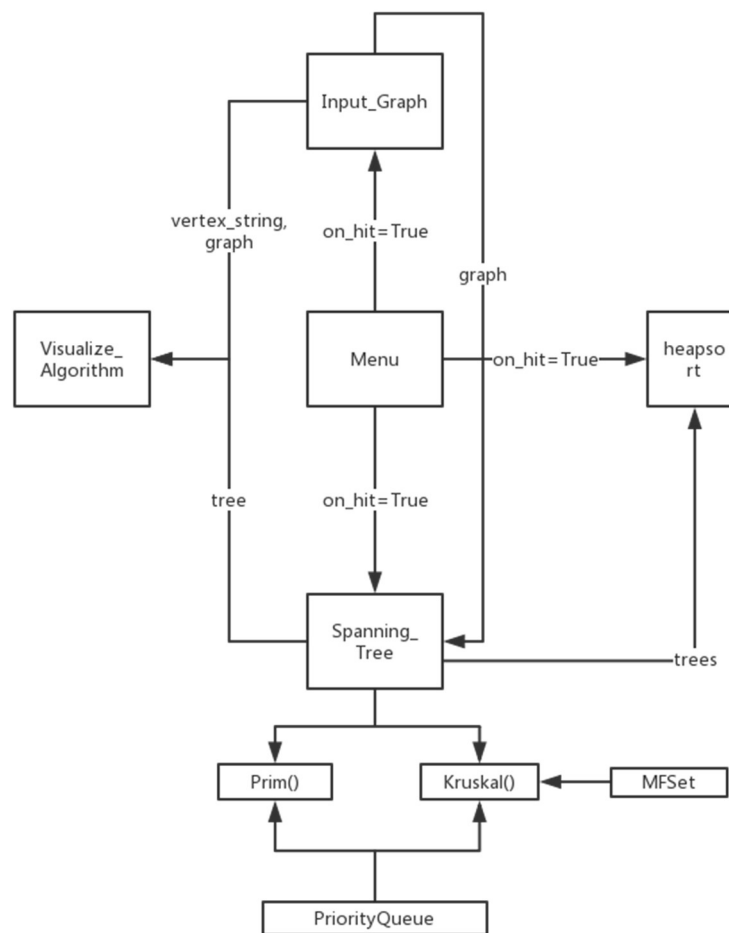 Input_Graph
vertex_string,
graph
on_hit=True
graph
Visualize_
Algorithm
Menu
on_hit=True
heapso
rt
tree
on_hit=True
Spanning_
Tree
trees
Prim()
Kruskal()
MFSet
PriorityQueue